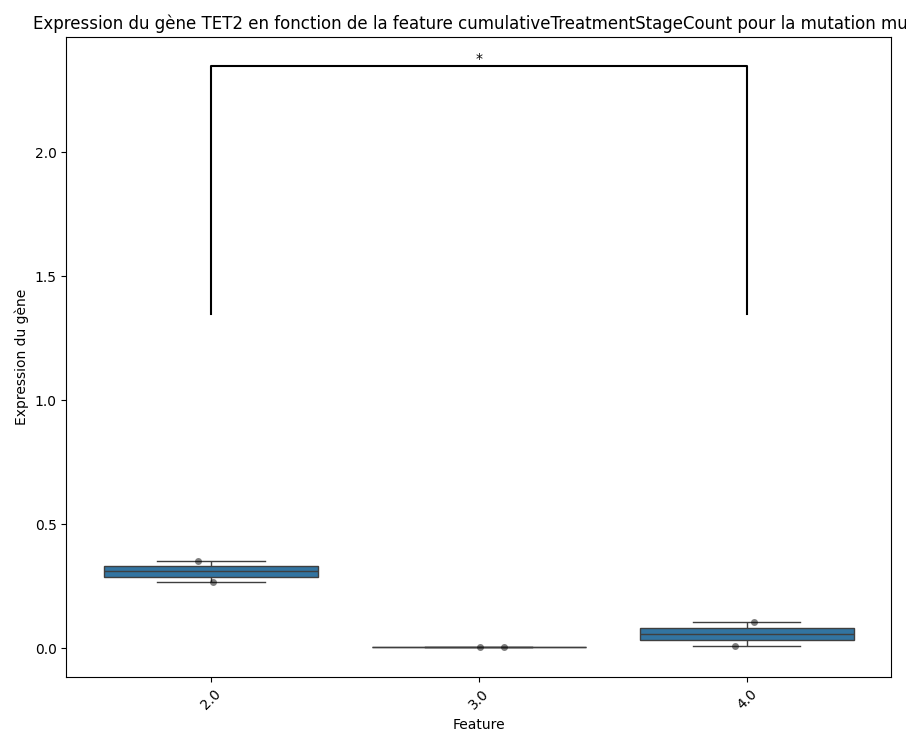 Expression du gène TET2 en fonction de la feature cumulativeTreatmentStageCount pour la mutation mu
*
2.0
1.5
1.0
0.5
0.0
Expression du gène
2.0 3.0 4.0
Feature